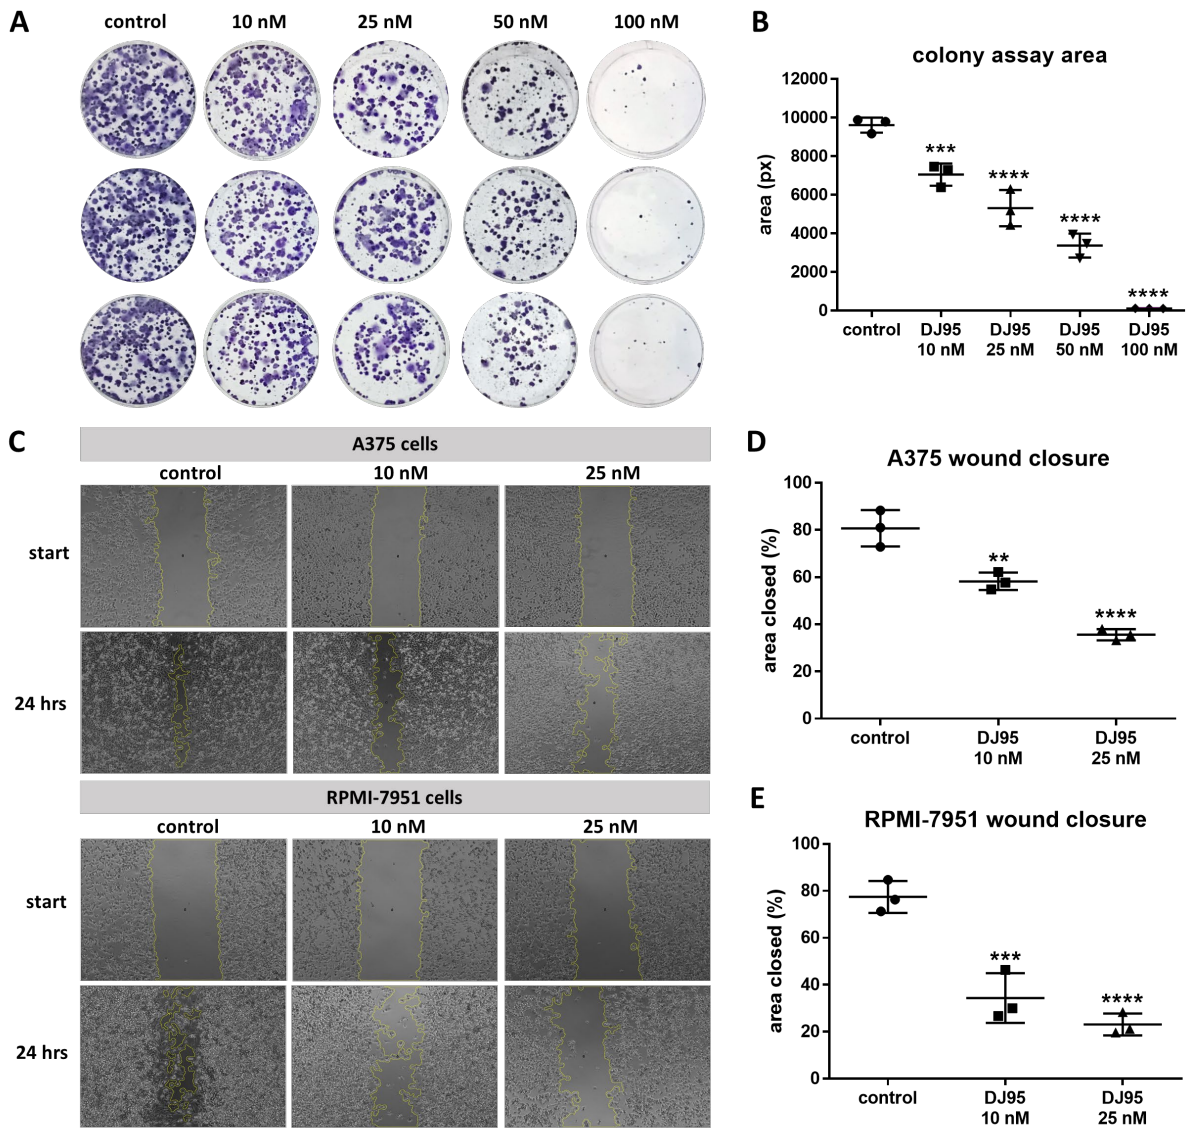 A
control 10 nM 25 nM 50 nM 100 nM
B
colony assay area
area (px)
12000
10000
8000
6000
4000
2000
0
***
****
****
****
control
DJ95
10 nM
DJ95
25 nM
DJ95
50 nM
DJ95
100 nM
C
A375 cells
control 10 nM 25 nM
start
24 hrs
RPMI-7951 cells
control 10 nM 25 nM
start
24 hrs
D
A375 wound closure
area closed (%)
100
80
60
40
20
0
**
****
control
DJ95
10 nM
DJ95
25 nM
E
RPMI-7951 wound closure
area closed (%)
100
80
60
40
20
0
***
****
control
DJ95
10 nM
DJ95
25 nM